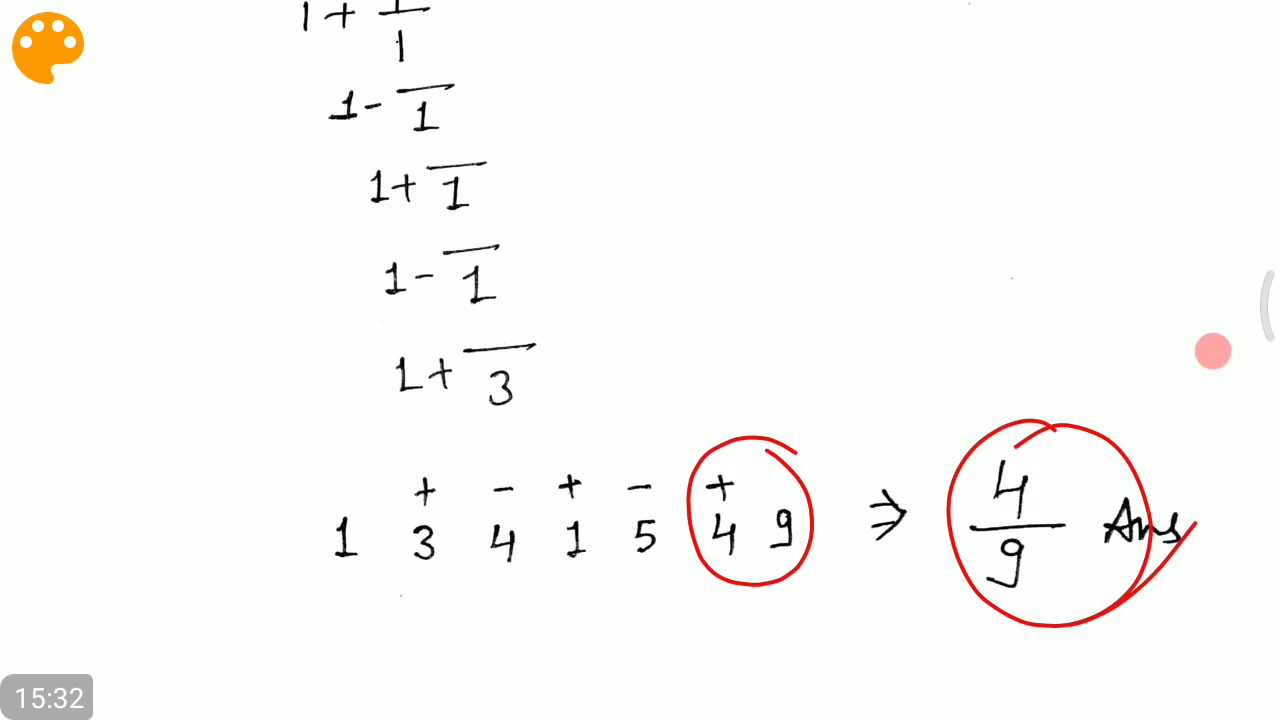 1 + 1/1
1 - /1
1 + /1
1 - /1
1 + /3
+ - + - +
1 3 4 1 5 4 9 ⇒ 4/9 Ans
15:32